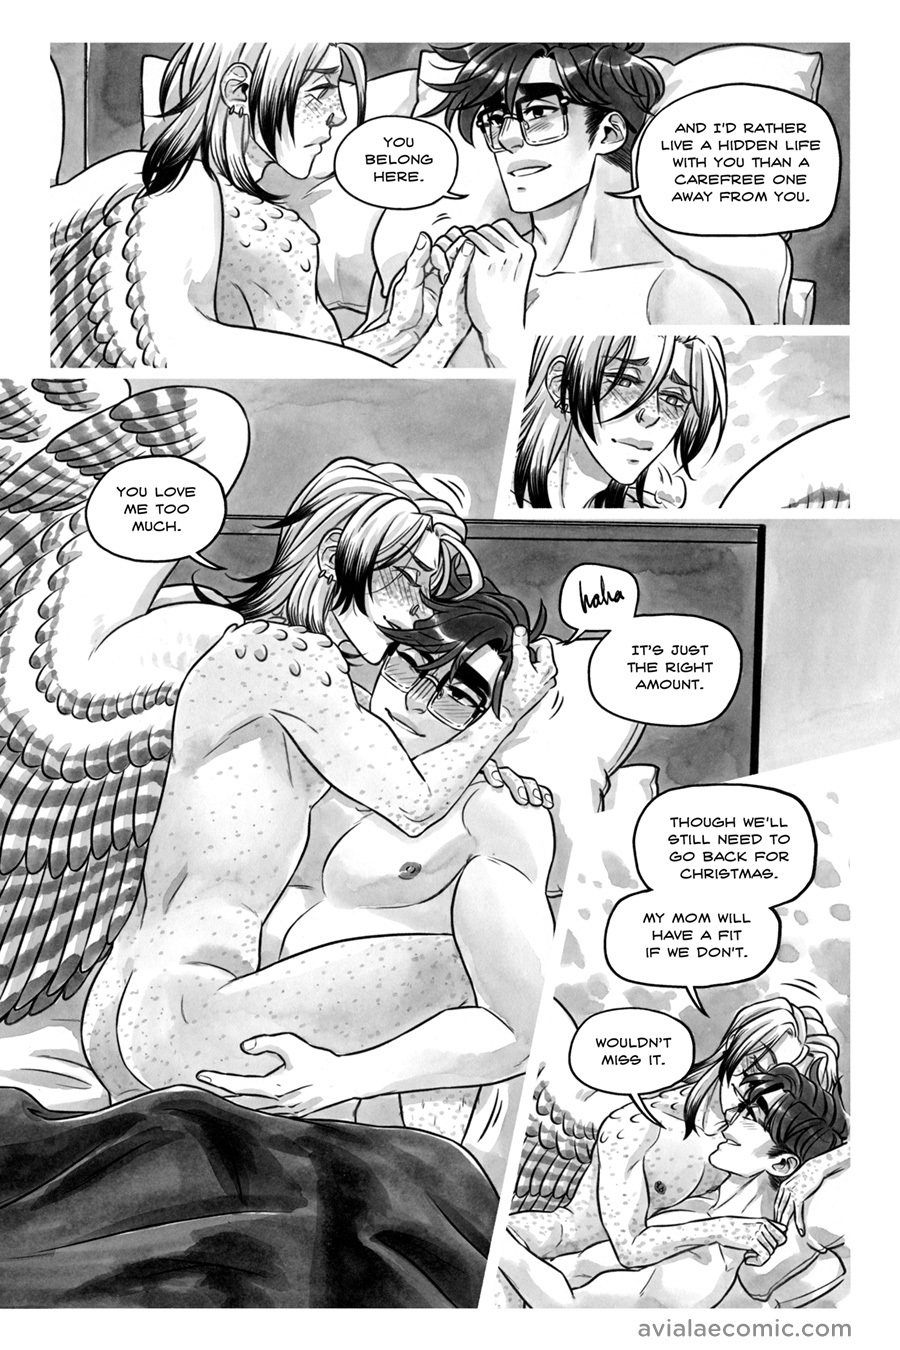 YOU
BELONG
HERE.
AND I'D RATHER
LIVE A HIDDEN LIFE
WITH YOU THAN A
CAREFREE ONE
AWAY FROM YOU.
YOU LOVE
ME TOO
MUCH.
haha
IT'S JUST
THE RIGHT
AMOUNT.
THOUGH WE'LL
STILL NEED TO
GO BACK FOR
CHRISTMAS.
MY MOM WILL
HAVE A FIT
IF WE DON'T.
WOULDN'T
MISS IT.
avialaecomic.com